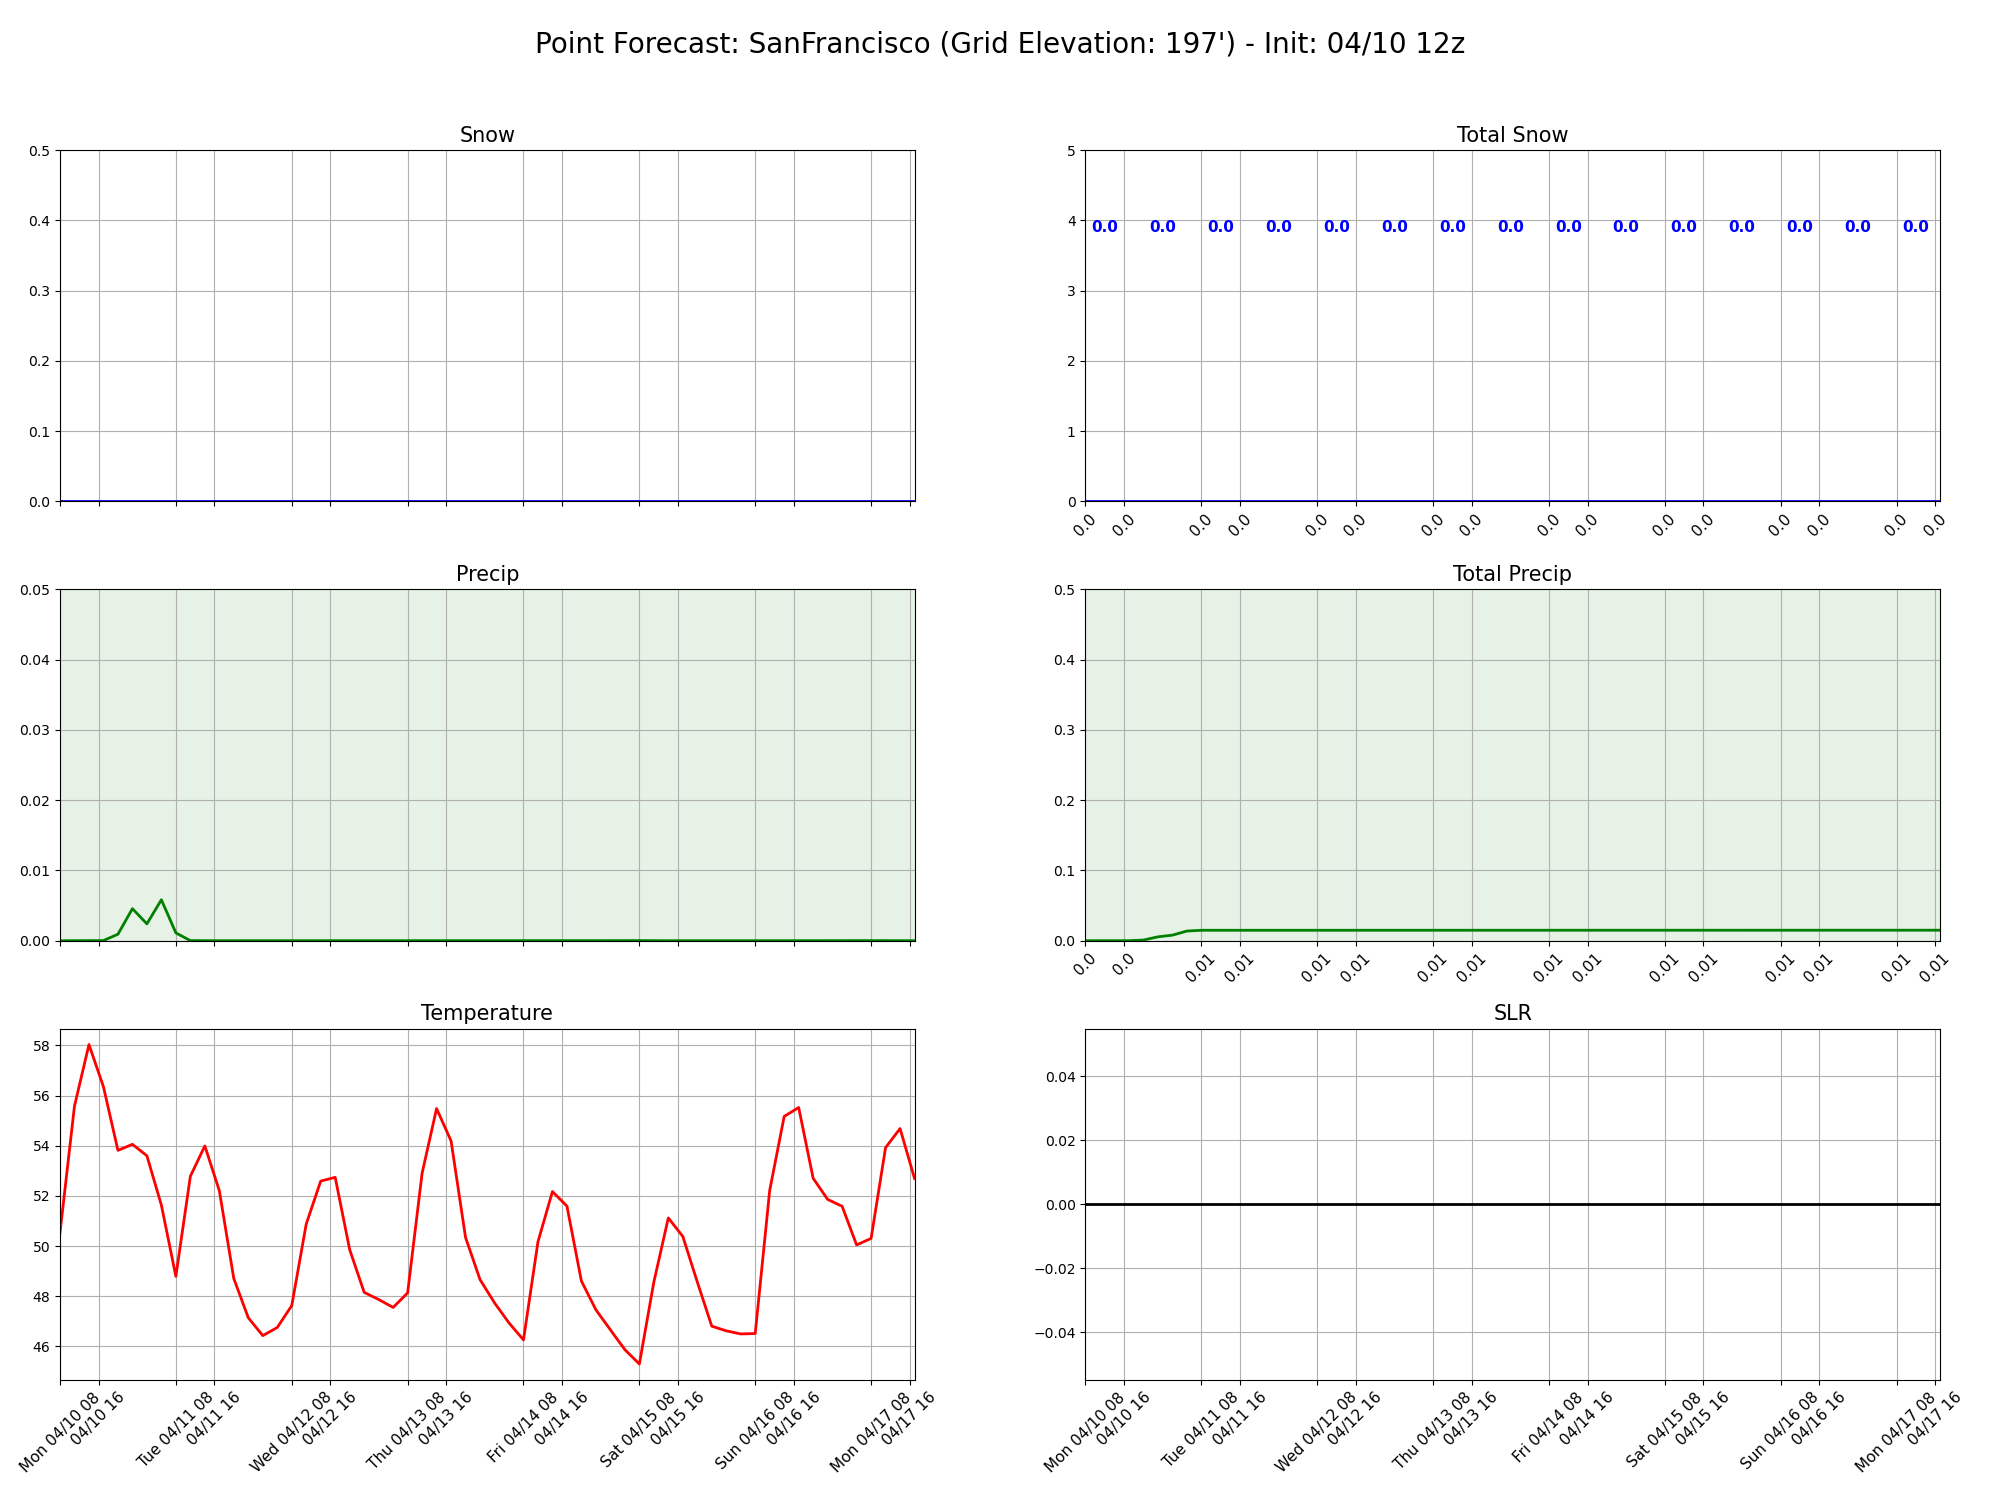 Point Forecast: SanFrancisco (Grid Elevation: 197') - Init: 04/10 12z
Snow
0.5
0.4
0.3
0.2
0.1
0.0
Total Snow
5
4
3
2
1
0
0.0 0.0 0.0 0.0 0.0 0.0 0.0 0.0 0.0 0.0 0.0 0.0 0.0 0.0 0.0
0.0 0.0 0.0 0.0 0.0 0.0 0.0 0.0 0.0 0.0 0.0 0.0 0.0 0.0 0.0 0.0
Precip
0.05
0.04
0.03
0.02
0.01
0.00
Total Precip
0.5
0.4
0.3
0.2
0.1
0.0
0.0 0.0 0.01 0.01 0.01 0.01 0.01 0.01 0.01 0.01 0.01 0.01 0.01 0.01 0.01 0.01
Temperature
58
56
54
52
50
48
46
Mon 04/10 08
04/10 16
Tue 04/11 08
04/11 16
Wed 04/12 08
04/12 16
Thu 04/13 08
04/13 16
Fri 04/14 08
04/14 16
Sat 04/15 08
04/15 16
Sun 04/16 08
04/16 16
Mon 04/17 08
04/17 16
SLR
0.04
0.02
0.00
−0.02
−0.04
Mon 04/10 08
04/10 16
Tue 04/11 08
04/11 16
Wed 04/12 08
04/12 16
Thu 04/13 08
04/13 16
Fri 04/14 08
04/14 16
Sat 04/15 08
04/15 16
Sun 04/16 08
04/16 16
Mon 04/17 08
04/17 16